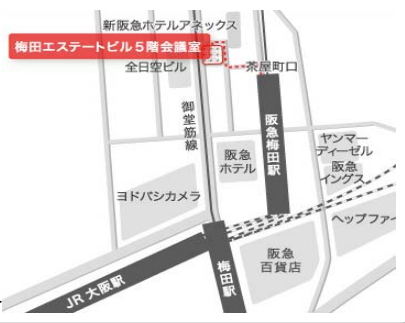 新阪急ホテルアネックス
梅田エステートビル5階会議室
全日空ビル
茶屋町口
御堂筋線
阪急梅田駅
阪急
ホテル
ヤンマー
ディーゼル
阪急
イングス
ヨドバシカメラ
ヘップファイ
JR 大阪駅
梅田駅
阪急
百貨店